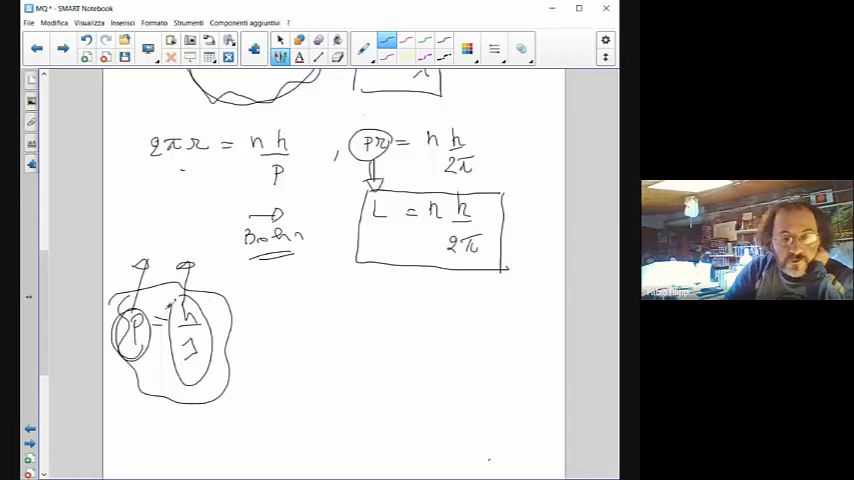 MQ * - SMART Notebook
File Modifica Visualizza Inserisci Formato Strumenti Componenti aggiuntivi ?
2πr = n h/p , pr = n h/2π
L = n h/2π
Bohr
p = h/λ